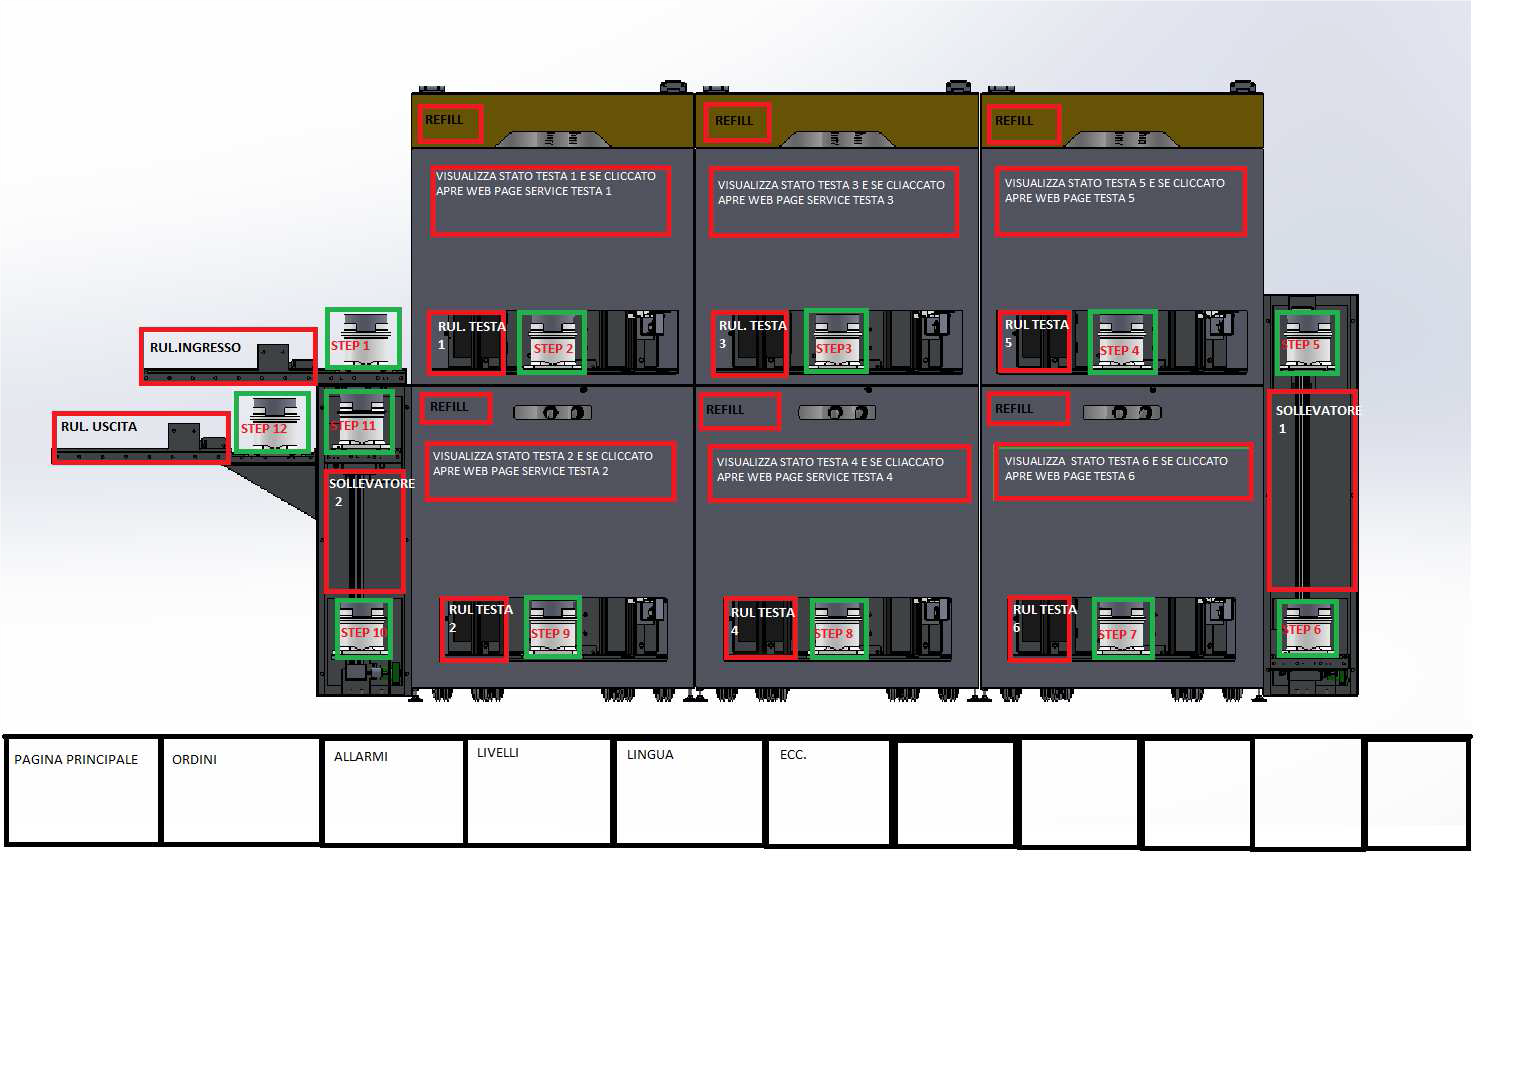 REFILL
REFILL
REFILL
VISUALIZZA STATO TESTA 1 E SE CLICCATO
APRE WEB PAGE SERVICE TESTA 1
VISUALIZZA STATO TESTA 3 E SE CLIACCATO
APRE WEB PAGE SERVICE TESTA 3
VISUALIZZA STATO TESTA 5 E SE CLICCATO
APRE WEB PAGE TESTA 5
RUL.INGRESSO
STEP 1
RUL. TESTA
1
STEP 2
RUL. TESTA
3
STEP3
RUL TESTA
5
STEP 4
STEP 5
RUL. USCITA
STEP 12
STEP 11
REFILL
REFILL
REFILL
SOLLEVATORE
1
VISUALIZZA STATO TESTA 2 E SE CLICCATO
APRE WEB PAGE SERVICE TESTA 2
VISUALIZZA STATO TESTA 4 E SE CLIACCATO
APRE WEB PAGE SERVICE TESTA 4
VISUALIZZA  STATO TESTA 6 E SE CLICCATO
APRE WEB PAGE TESTA 6
SOLLEVATORE
2
STEP 10
RUL TESTA
2
STEP 9
RUL TESTA
4
STEP 8
RUL TESTA
6
STEP 7
STEP 6
PAGINA PRINCIPALE
ORDINI
ALLARMI
LIVELLI
LINGUA
ECC.